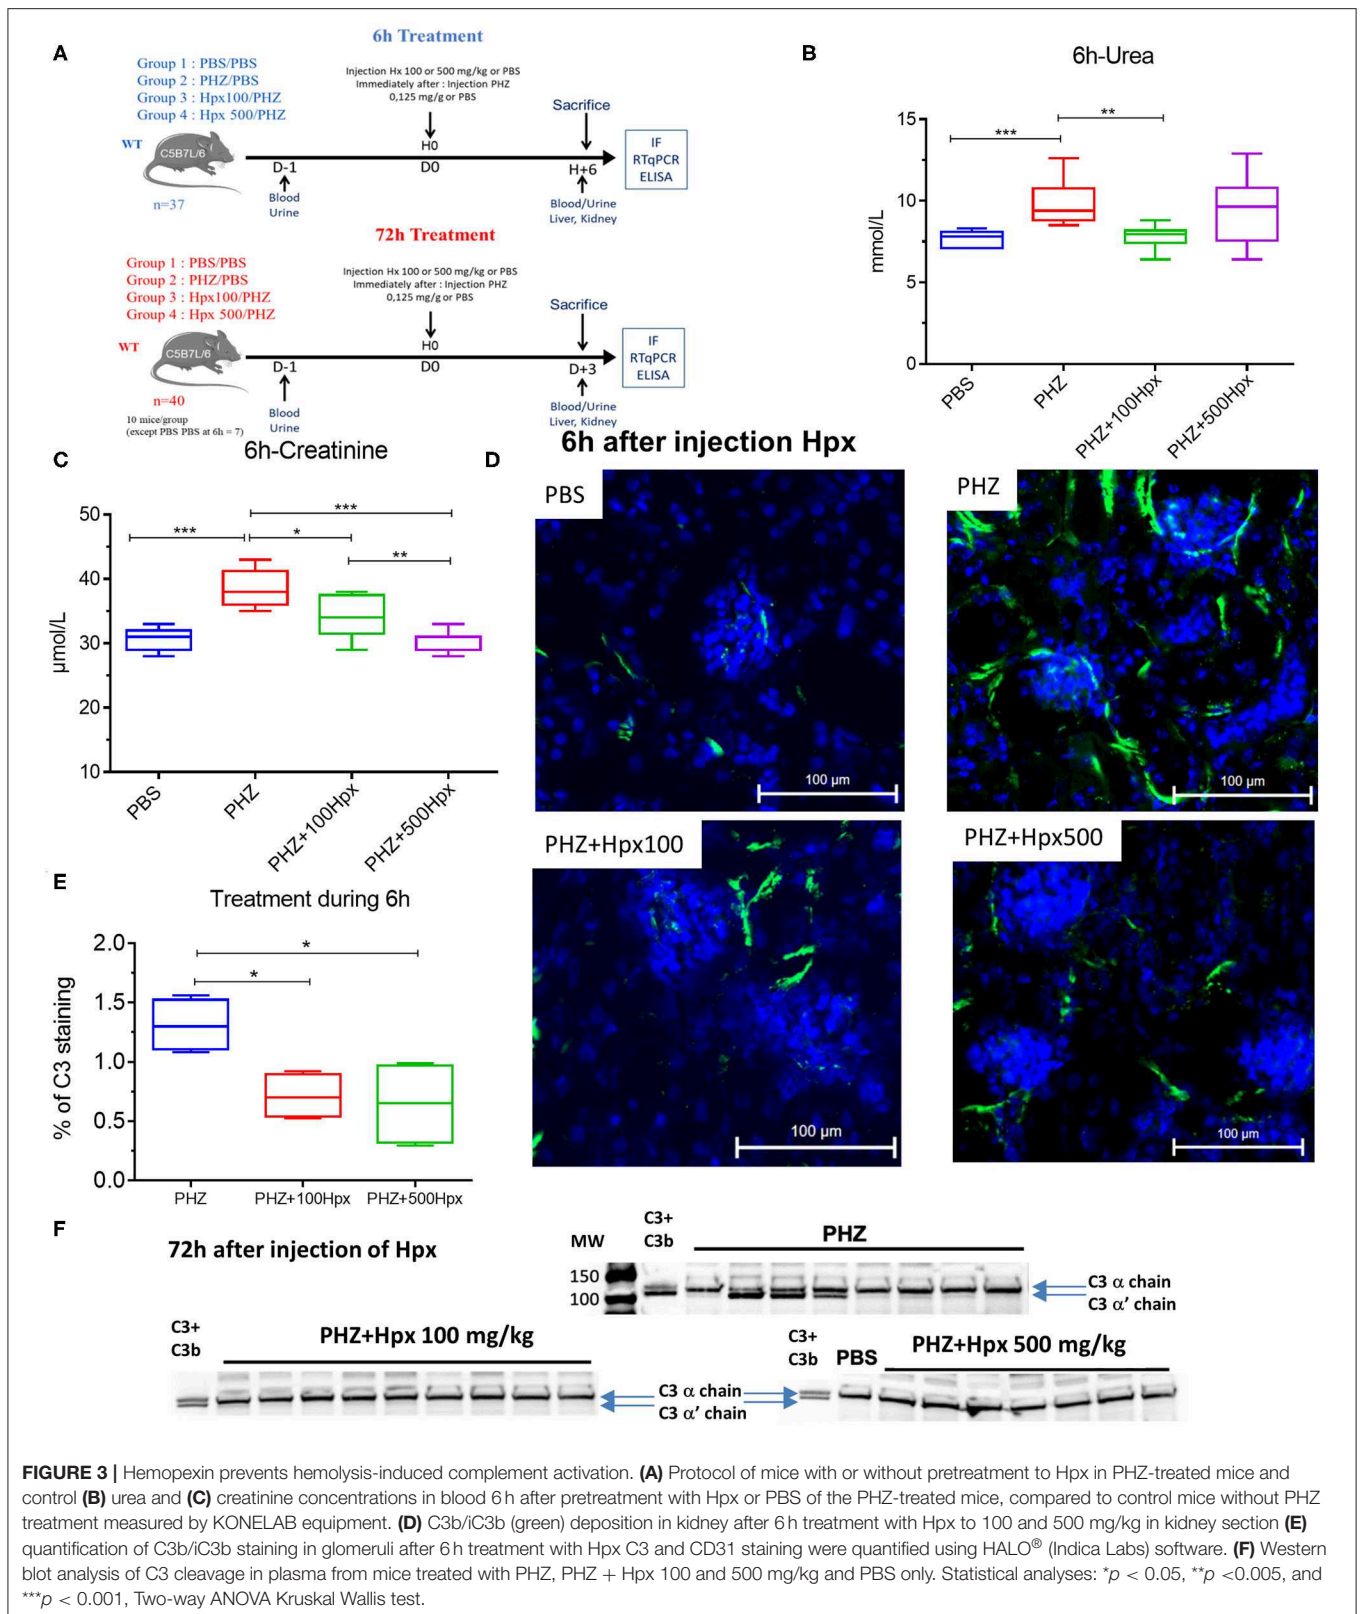 A
6h Treatment
Group 1 : PBS/PBS
Group 2 : PHZ/PBS
Group 3 : Hpx100/PHZ
Group 4 : Hpx 500/PHZ
Injection Hx 100 or 500 mg/kg or PBS
Immediately after : Injection PHZ
0,125 mg/g or PBS
Sacrifice
WT
C5B7L/6
n=37
H0
D-1
D0
H+6
Blood
Urine
Blood/Urine
Liver, Kidney
IF
RTqPCR
ELISA
72h Treatment
Group 1 : PBS/PBS
Group 2 : PHZ/PBS
Group 3 : Hpx100/PHZ
Group 4 : Hpx 500/PHZ
Injection Hx 100 or 500 mg/kg or PBS
Immediately after : Injection PHZ
0,125 mg/g or PBS
Sacrifice
WT
C5B7L/6
n=40
10 mice/group
(except PBS PBS at 6h = 7)
H0
D-1
D0
D+3
Blood
Urine
Blood/Urine
Liver, Kidney
IF
RTqPCR
ELISA
B
6h-Urea
mmol/L
15
10
5
0
***
**
PBS
PHZ
PHZ+100Hpx
PHZ+500Hpx
C
6h-Creatinine
µmol/L
50
40
30
20
10
***
***
*
**
PBS
PHZ
PHZ+100Hpx
PHZ+500Hpx
D
6h after injection Hpx
PBS
100 µm
PHZ
100 µm
PHZ+Hpx100
100 µm
PHZ+Hpx500
100 µm
E
Treatment during 6h
% of C3 staining
2.0
1.5
1.0
0.5
0.0
*
*
PHZ
PHZ+100Hpx
PHZ+500Hpx
F
72h after injection of Hpx
MW
C3+
C3b
PHZ
150
100
C3 α chain
C3 α’ chain
C3+
C3b
PHZ+Hpx 100 mg/kg
C3 α chain
C3 α’ chain
C3+
C3b
PBS
PHZ+Hpx 500 mg/kg
FIGURE 3 | Hemopexin prevents hemolysis-induced complement activation. (A) Protocol of mice with or without pretreatment to Hpx in PHZ-treated mice and
control (B) urea and (C) creatinine concentrations in blood 6 h after pretreatment with Hpx or PBS of the PHZ-treated mice, compared to control mice without PHZ
treatment measured by KONELAB equipment. (D) C3b/iC3b (green) deposition in kidney after 6 h treatment with Hpx to 100 and 500 mg/kg in kidney section (E)
quantification of C3b/iC3b staining in glomeruli after 6 h treatment with Hpx C3 and CD31 staining were quantified using HALO® (Indica Labs) software. (F) Western
blot analysis of C3 cleavage in plasma from mice treated with PHZ, PHZ + Hpx 100 and 500 mg/kg and PBS only. Statistical analyses: *p < 0.05, **p <0.005, and
***p < 0.001, Two-way ANOVA Kruskal Wallis test.